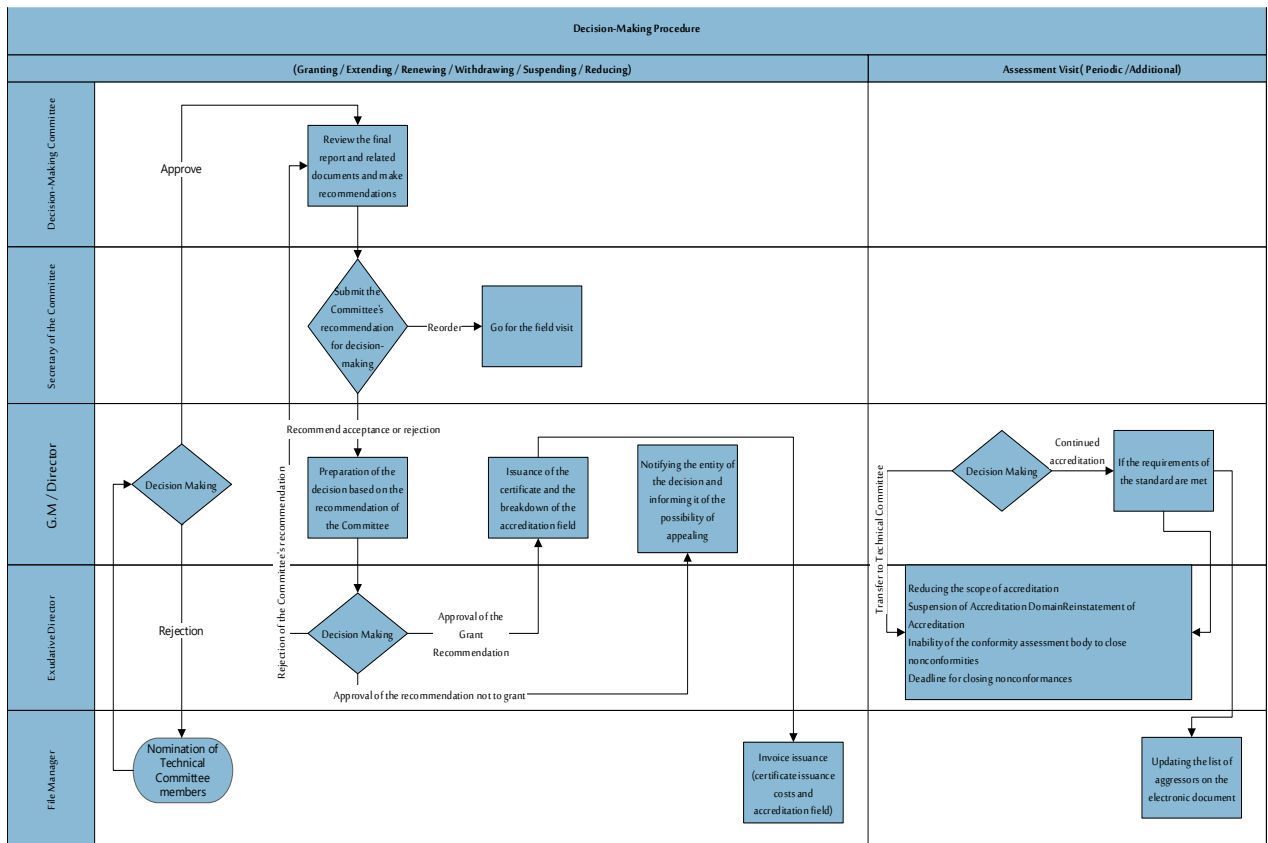 Decision-Making Procedure
(Granting / Extending / Renewing / Withdrawing / Suspending / Reducing)
Assessment Visit( Periodic /Additional)
Decision-Making Committee
Approve
Review the final
report and related
documents and make
recommendations
Secretary of the Committee
Submit the
Committee's
recommendation
for decision-
making
Reorder
Go for the field visit
G.M / Director
Decision Making
Recommend acceptance or rejection
Rejection of the Committee's recommendation
Preparation of the
decision based on the
recommendation of
the Committee
Issuance of the
certificate and the
breakdown of the
accreditation field
Notifying the entity of
the decision and
informing it of the
possibility of
appealing
Transfer to Technical Committee
Decision Making
Continued
accreditation
If the requirements of
the standard are met
Exudative Director
Rejection
Decision Making
Approval of the
Grant
Recommendation
Approval of the recommendation not to grant
Reducing the scope of accreditation
Suspension of Accreditation DomainReinstatement of
Accreditation
Inability of the conformity assessment body to close
nonconformities
Deadline for closing nonconformances
File Manager
Nomination of
Technical
Committee
members
Invoice issuance
(certificate issuance
costs and
accreditation field)
Updating the list of
aggressors on the
electronic document